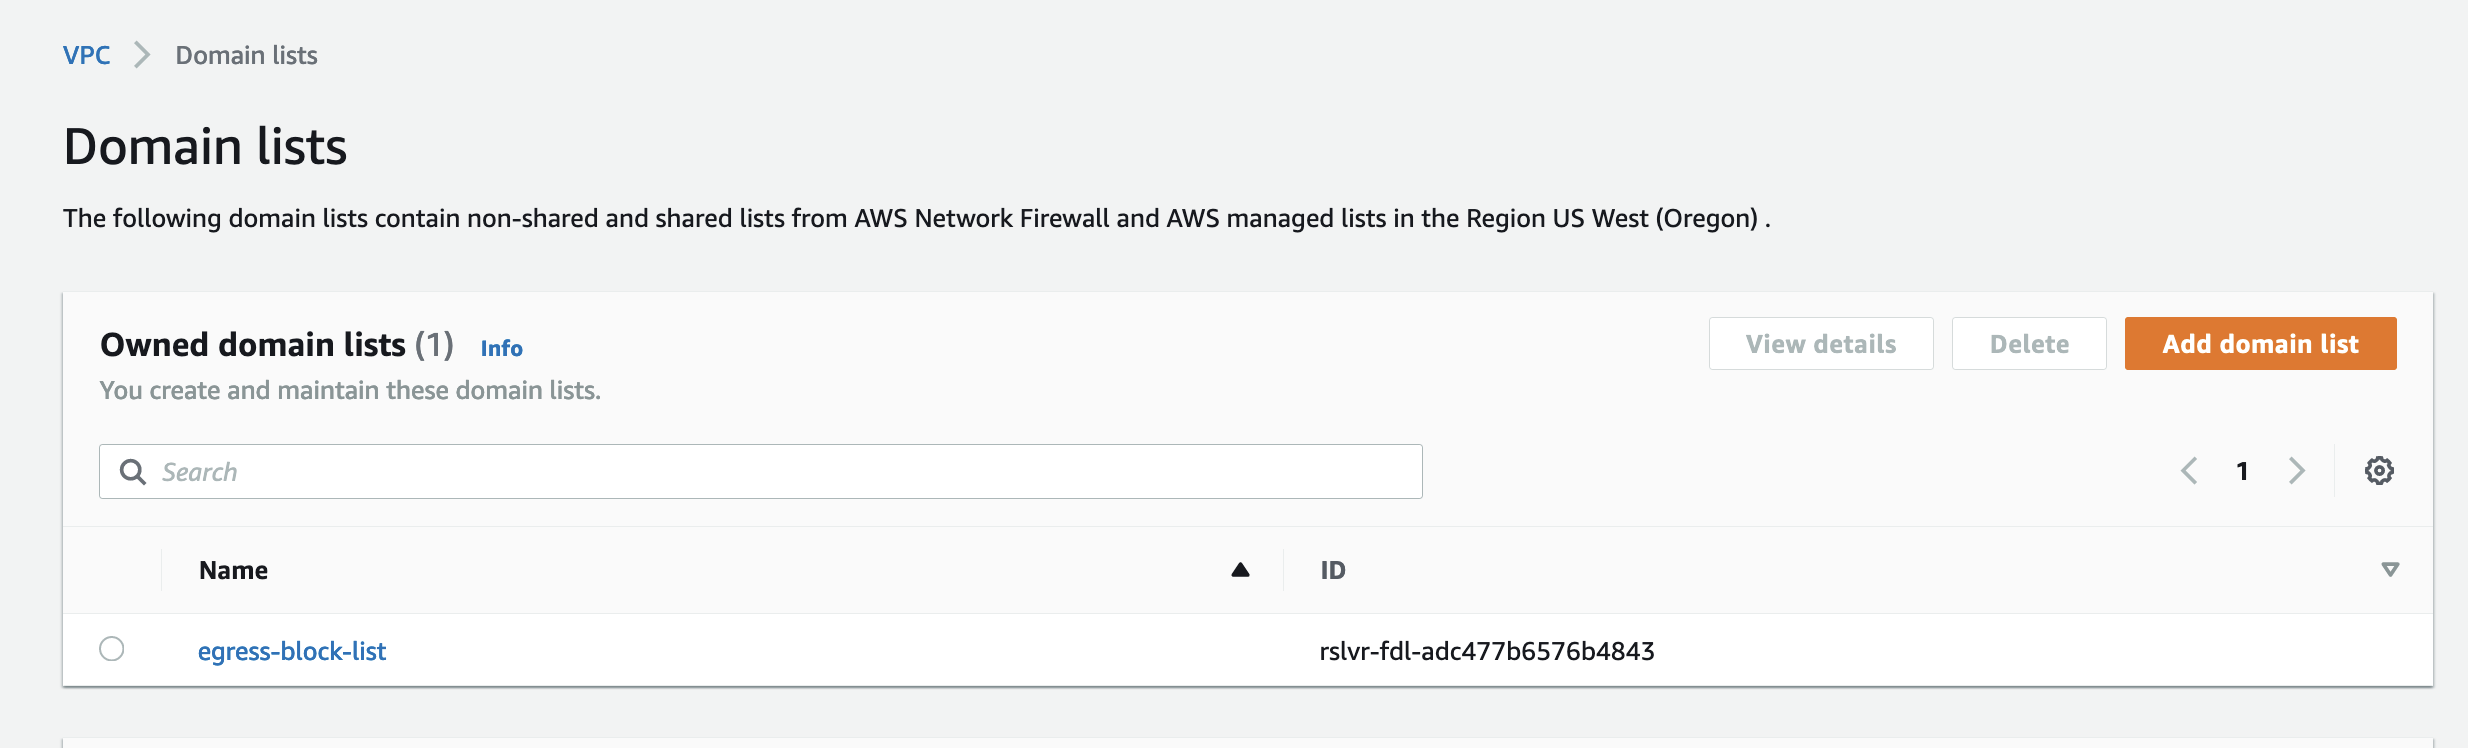 VPC Domain lists
Domain lists
The following domain lists contain non-shared and shared lists from AWS Network Firewall and AWS managed lists in the Region US West (Oregon) .
Owned domain lists (1) Info
View details Delete Add domain list
You create and maintain these domain lists.
Search
1
Name ID
egress-block-list rslvr-fdl-adc477b6576b4843